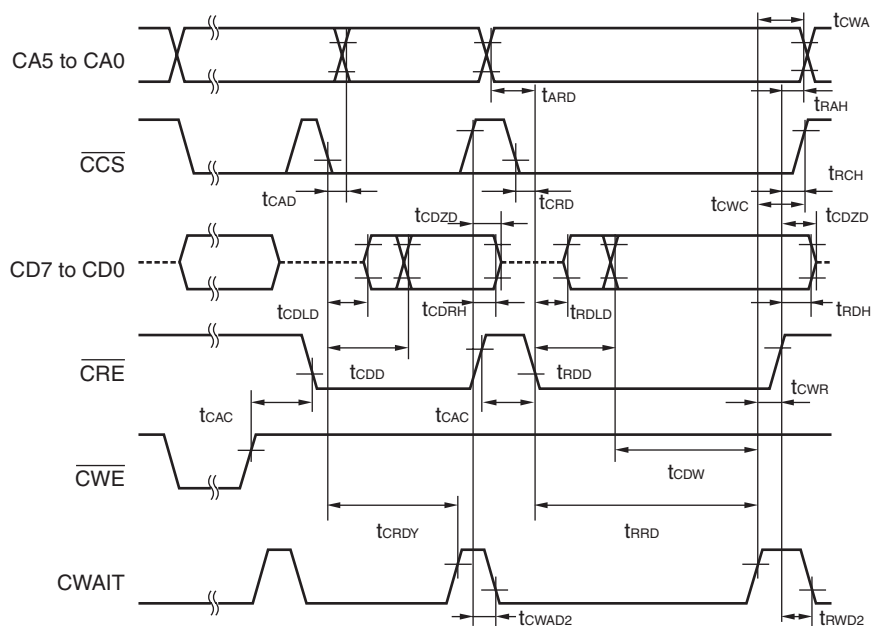 tCWA
CA5 to CA0
tARD
tRAH
CCS
tCAD
tCRD
tRCH
tCWC
tCDZD
tCDZD
CD7 to CD0
tCDLD
tCDRH
tRDLD
tRDH
CRE
tCDD
tRDD
tCWR
tCAC
tCAC
CWE
tCDW
tCRDY
tRRD
CWAIT
tCWAD2
tRWD2